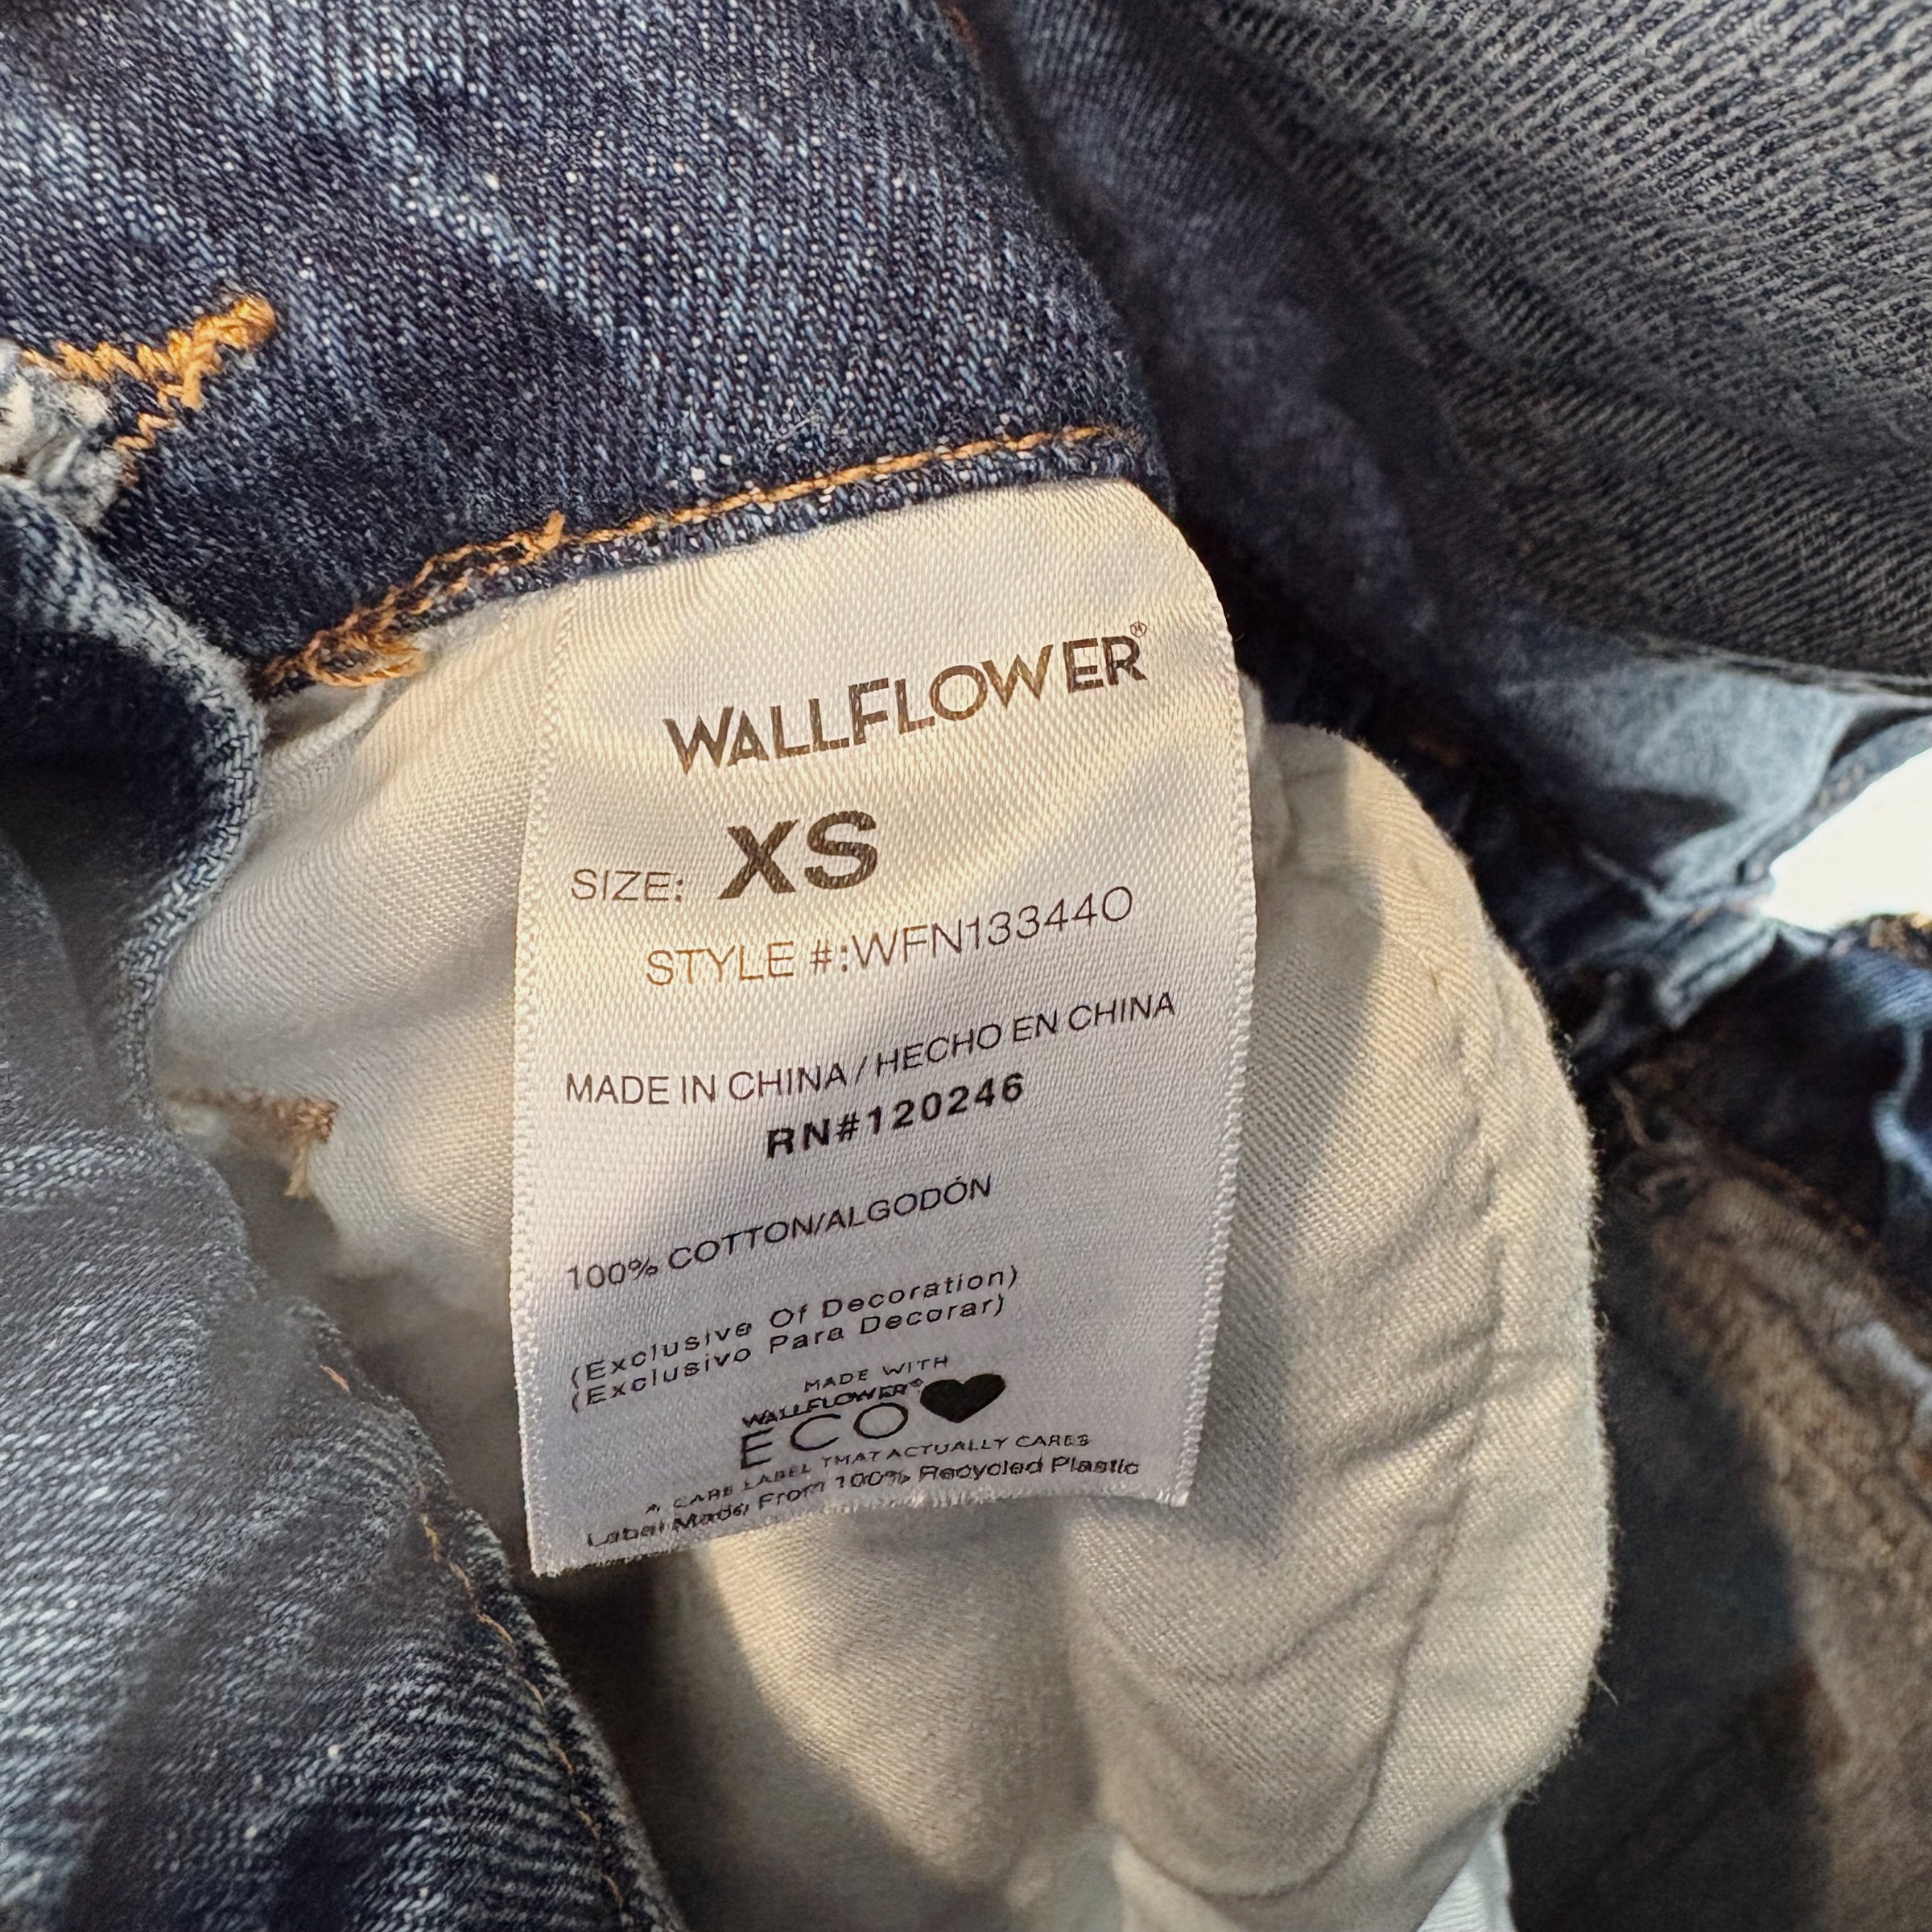 WALLFLOWER®
SIZE: XS
STYLE #:WFN133440
MADE IN CHINA / HECHO EN CHINA
RN#120246
100% COTTON/ALGODÓN
(Exclusive Of Decoration)
(Exclusivo Para Decorar)
MADE WITH
WALLFLOWER®
ECO
A CARE LABEL THAT ACTUALLY CARES
Label Made From 100% Recycled Plastic